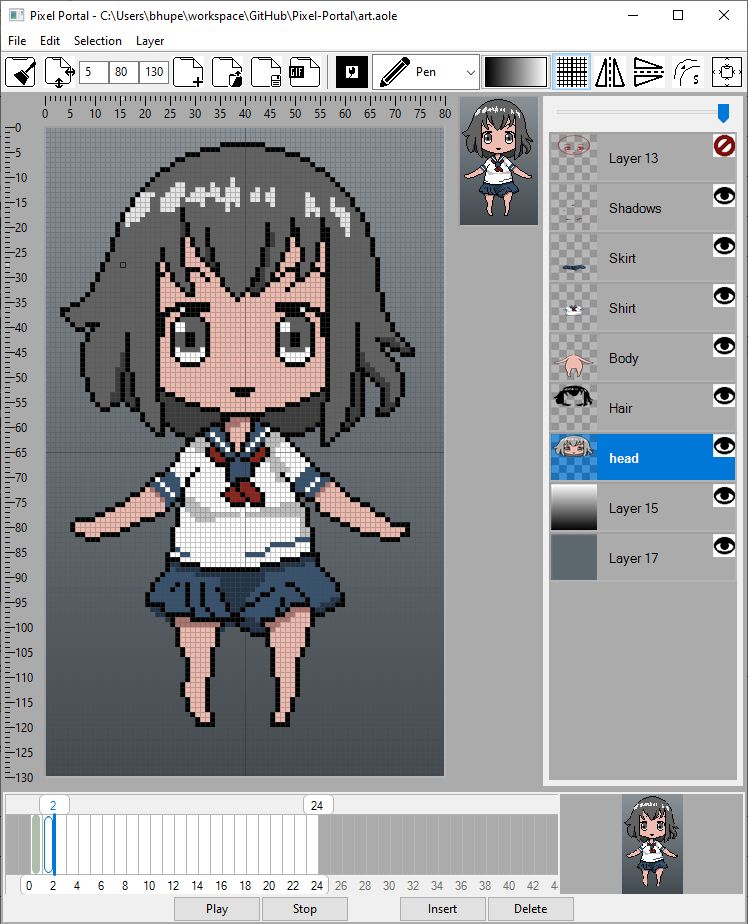 Pixel Portal - C:\Users\bhupe\workspace\GitHub\Pixel-Portal\art.aole
File Edit Selection Layer
5 80 130 GIF Pen
0 5 10 15 20 25 30 35 40 45 50 55 60 65 70 75 80
0
5
10
15
20
25
30
35
40
45
50
55
60
65
70
75
80
85
90
95
100
105
110
115
120
125
130
Layer 13
Shadows
Skirt
Shirt
Body
Hair
head
Layer 15
Layer 17
2 24
0 2 4 6 8 10 12 14 16 18 20 22 24 26 28 30 32 34 36 38 40 42 4
Play Stop Insert Delete